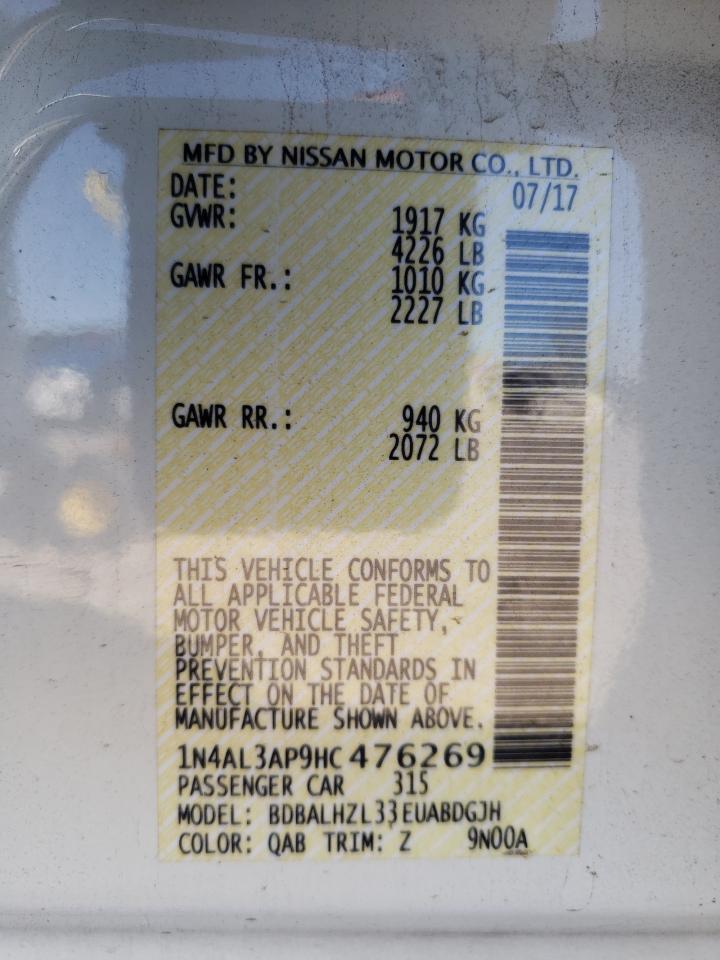 MFD BY NISSAN MOTOR CO., LTD.
DATE: 07/17
GVWR: 1917 KG
4226 LB
GAWR FR.: 1010 KG
2227 LB
GAWR RR.: 940 KG
2072 LB
THIS VEHICLE CONFORMS TO
ALL APPLICABLE FEDERAL
MOTOR VEHICLE SAFETY,
BUMPER, AND THEFT
PREVENTION STANDARDS IN
EFFECT ON THE DATE OF
MANUFACTURE SHOWN ABOVE.
1N4AL3AP9HC476269
PASSENGER CAR 315
MODEL: BDBALHZL33EUABDGJH
COLOR: QAB TRIM: Z 9N00A